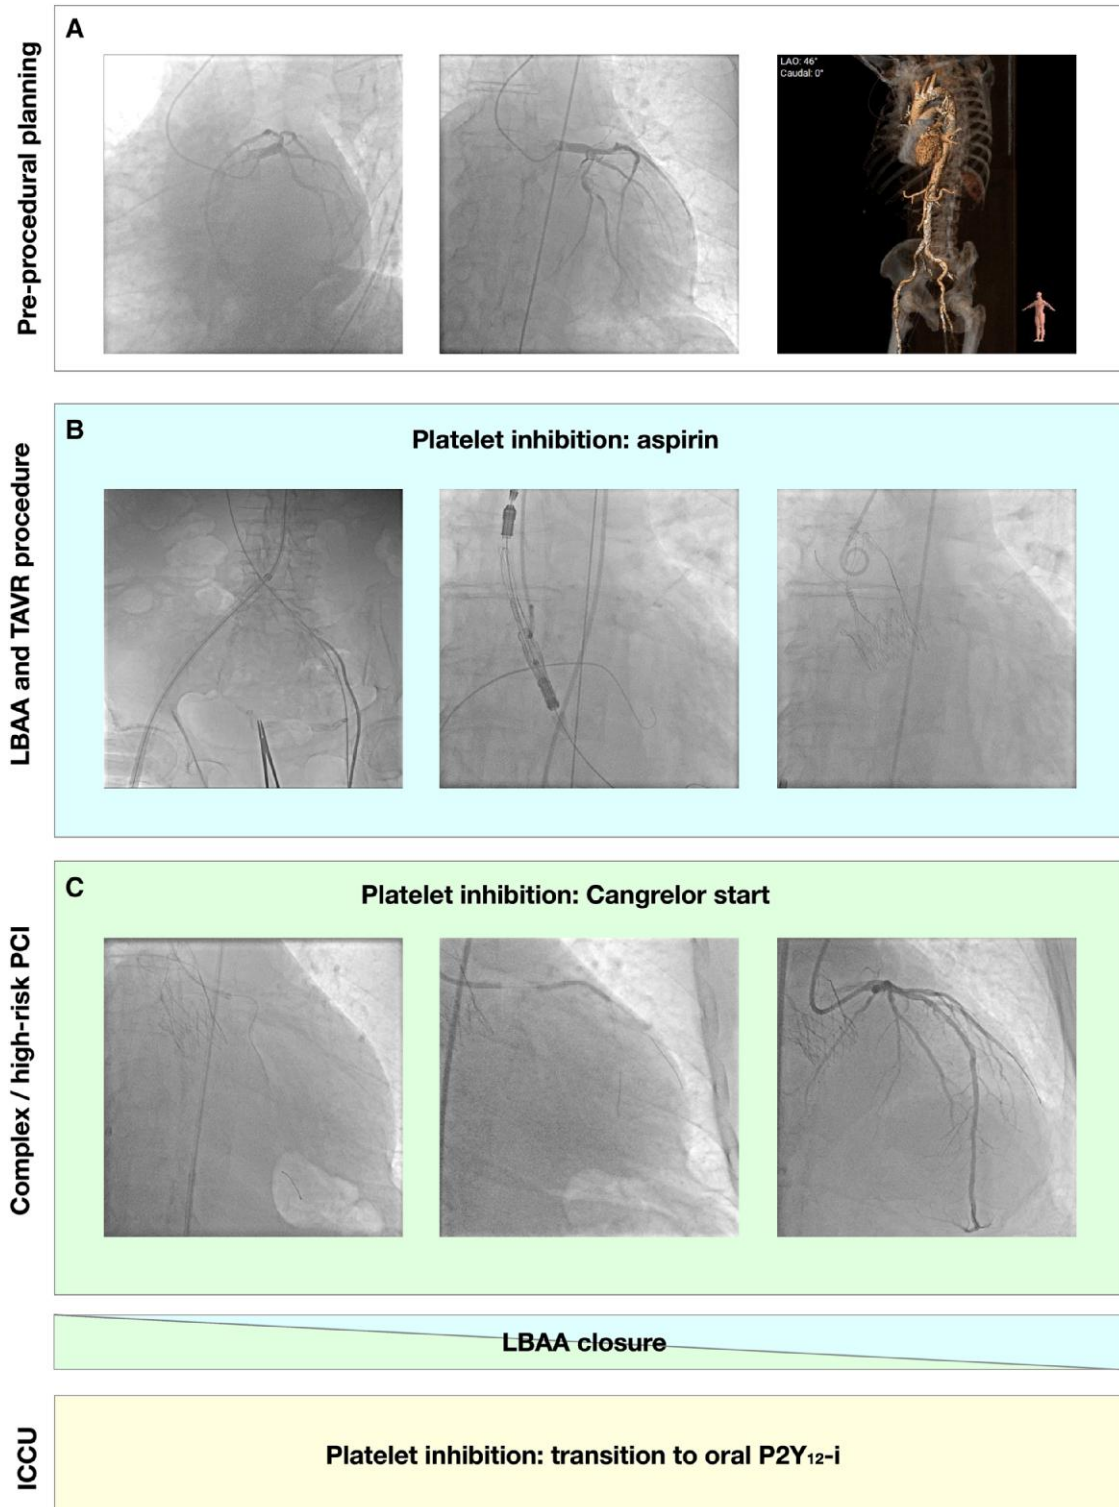 A
Pre-procedural planning
LAO: 46°
Caudal: 0°
B
LBAA and TAVR procedure
Platelet inhibition: aspirin
C
Complex / high-risk PCI
Platelet inhibition: Cangrelor start
LBAA closure
ICCU
Platelet inhibition: transition to oral P2Y₁₂-i